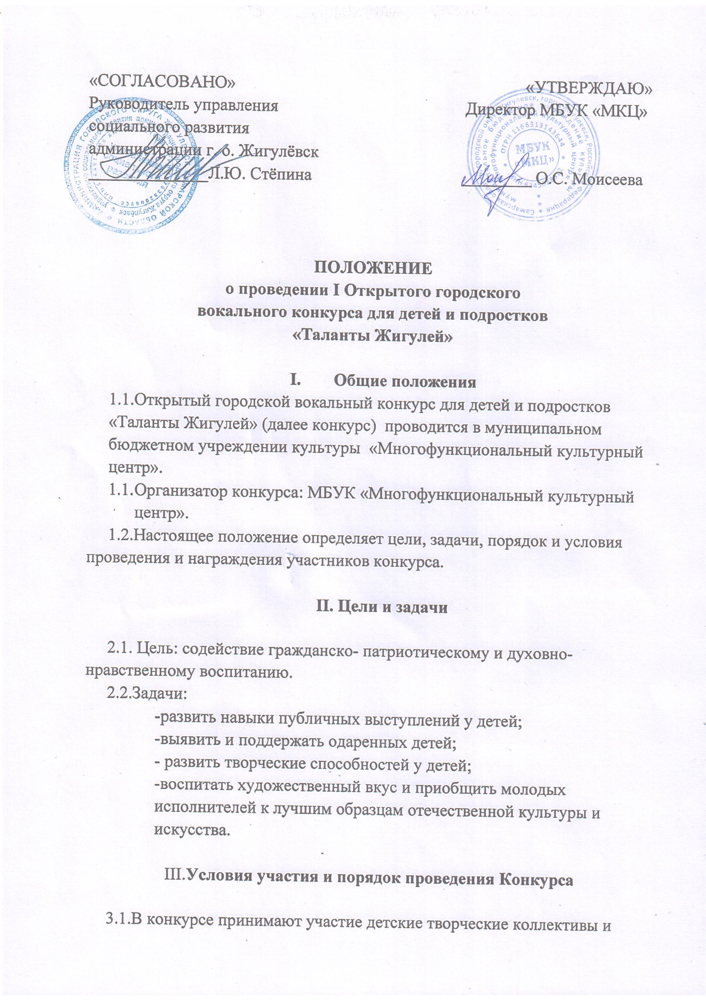 «СОГЛАСОВАНО»
Руководитель управления
социального развития
администрации г. о. Жигулёвск
Л.Ю. Стёпина
«УТВЕРЖДАЮ»
Директор МБУК «МКЦ»
О.С. Моисеева
МБУК
«МКЦ»
ОГРН 1166313143644
ПОЛОЖЕНИЕ
о проведении I Открытого городского
вокального конкурса для детей и подростков
«Таланты Жигулей»
I. Общие положения
1.1.Открытый городской вокальный конкурс для детей и подростков
«Таланты Жигулей» (далее конкурс) проводится в муниципальном
бюджетном учреждении культуры «Многофункциональный культурный
центр».
1.1.Организатор конкурса: МБУК «Многофункциональный культурный
центр».
1.2.Настоящее положение определяет цели, задачи, порядок и условия
проведения и награждения участников конкурса.
II. Цели и задачи
2.1. Цель: содействие гражданско- патриотическому и духовно-
нравственному воспитанию.
2.2.Задачи:
-развить навыки публичных выступлений у детей;
-выявить и поддержать одаренных детей;
- развить творческие способностей у детей;
-воспитать художественный вкус и приобщить молодых
исполнителей к лучшим образцам отечественной культуры и
искусства.
III.Условия участия и порядок проведения Конкурса
3.1.В конкурсе принимают участие детские творческие коллективы и